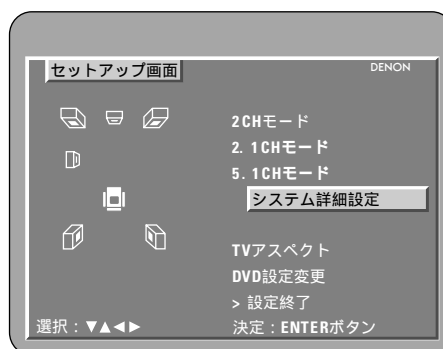 セットアップ画面
DENON
2CHモード
2. 1CHモード
5. 1CHモード
システム詳細設定
TVアスペクト
DVD設定変更
> 設定終了
選択：▼▲◀▶
決定：ENTERボタン